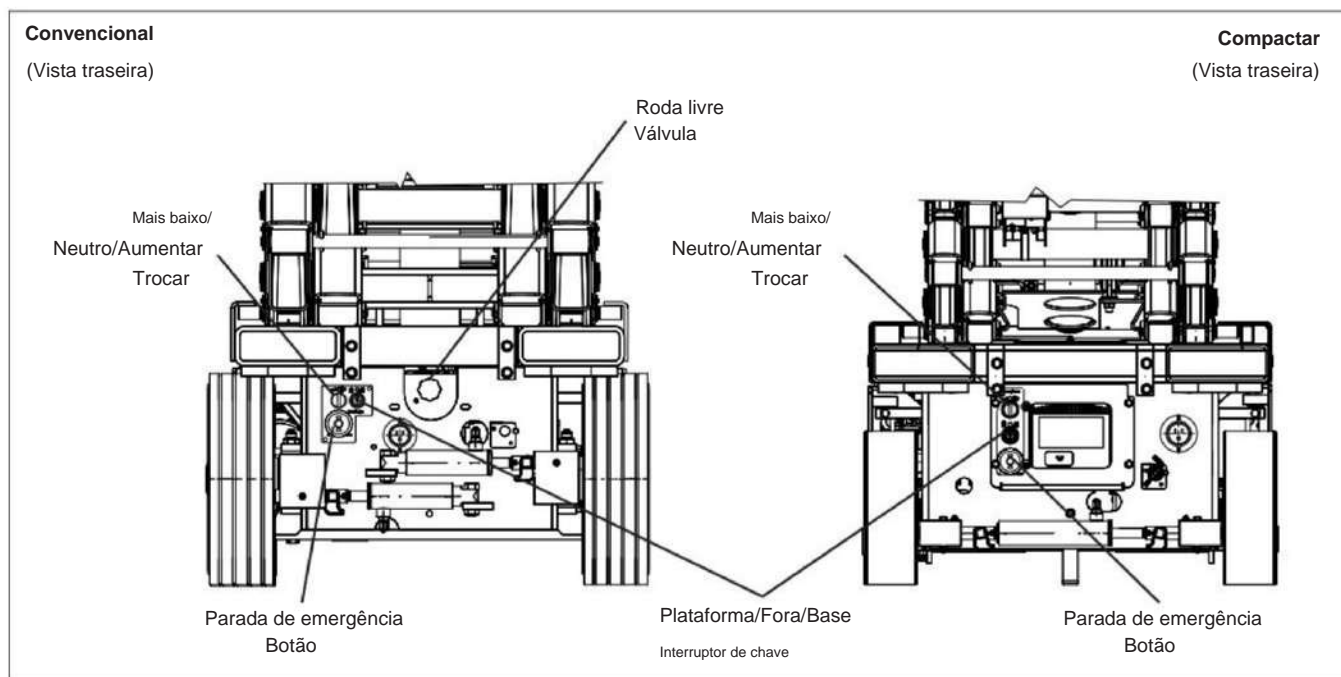 Convencional
(Vista traseira)
Compactar
(Vista traseira)
Roda livre
Válvula
Mais baixo/
Neutro/Aumentar
Trocar
Mais baixo/
Neutro/Aumentar
Trocar
Parada de emergência
Botão
Plataforma/Fora/Base
Interruptor de chave
Parada de emergência
Botão